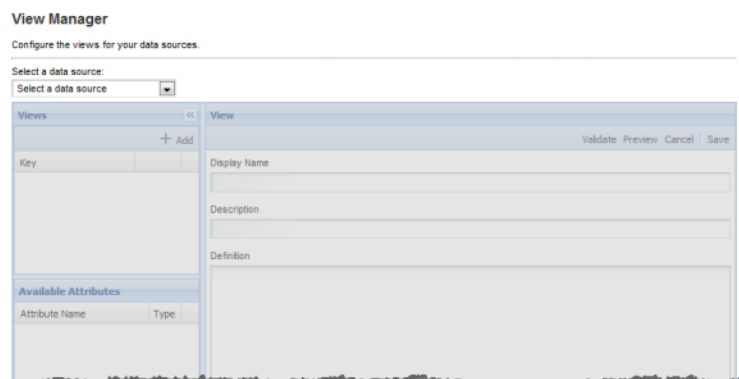 View Manager
Configure the views for your data sources.
Select a data source:
Select a data source
Views
View
+ Add
Validate Preview Cancel Save
Key
Display Name
Description
Definition
Available Attributes
Attribute Name Type